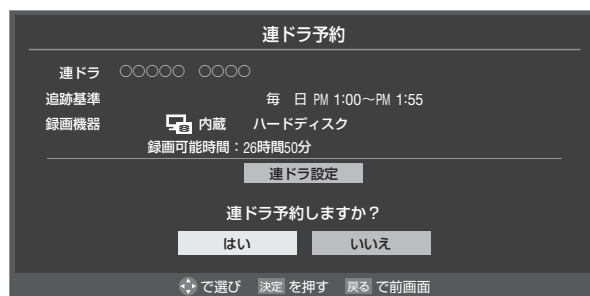 連ドラ予約
連ドラ ○○○○○ ○○○○
追跡基準 毎 日 PM 1:00～PM 1:55
録画機器 内蔵 ハードディスク
録画可能時間：26時間50分
連ドラ設定
連ドラ予約しますか？
はい いいえ
で選び 決定 を押す 戻る で前画面